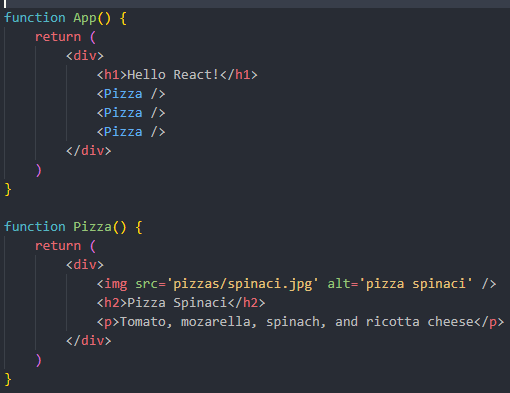 function App() {
    return (
        <div>
            <h1>Hello React!</h1>
            <Pizza />
            <Pizza />
            <Pizza />
        </div>
    )
}

function Pizza() {
    return (
        <div>
            <img src='pizzas/spinaci.jpg' alt='pizza spinaci' />
            <h2>Pizza Spinaci</h2>
            <p>Tomato, mozarella, spinach, and ricotta cheese</p>
        </div>
    )
}